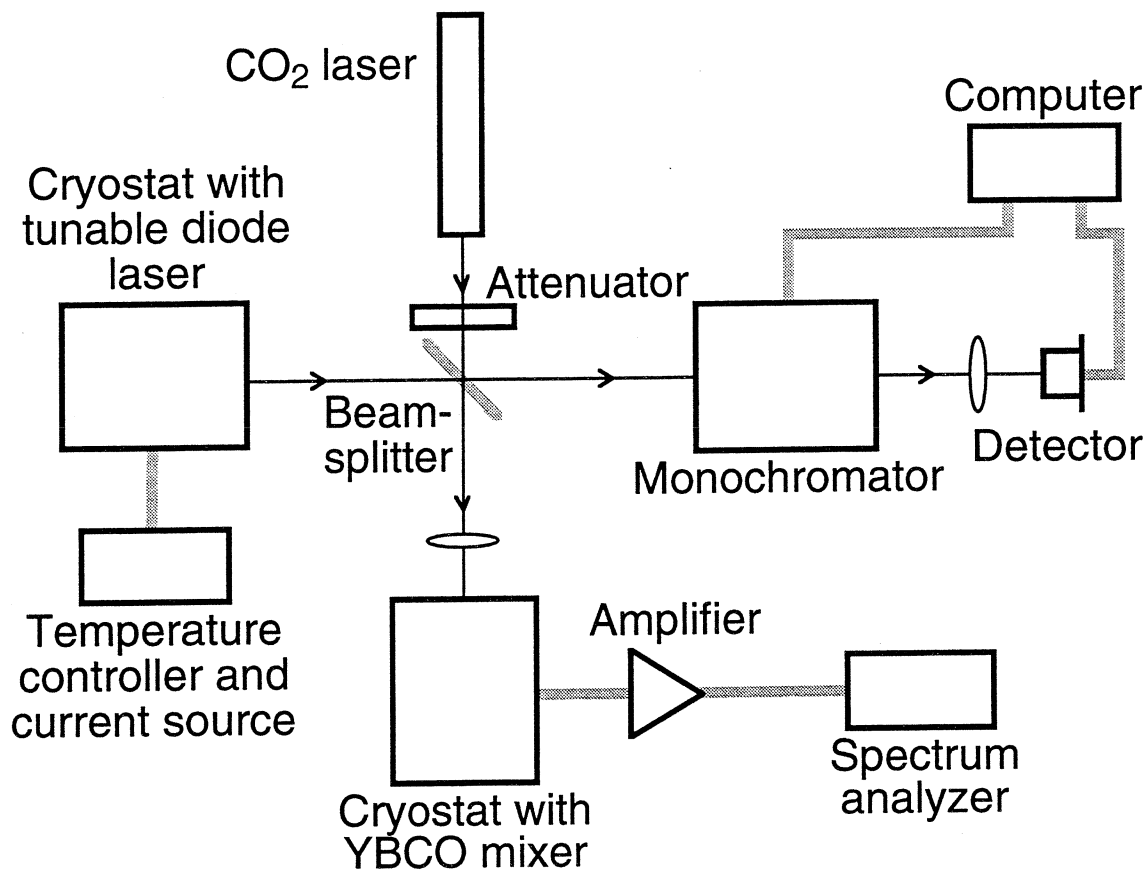 CO₂ laser
Computer
Cryostat with
tunable diode
laser
Attenuator
Beam-
splitter
Detector
Monochromator
Temperature
controller and
current source
Amplifier
Spectrum
analyzer
Cryostat with
YBCO mixer